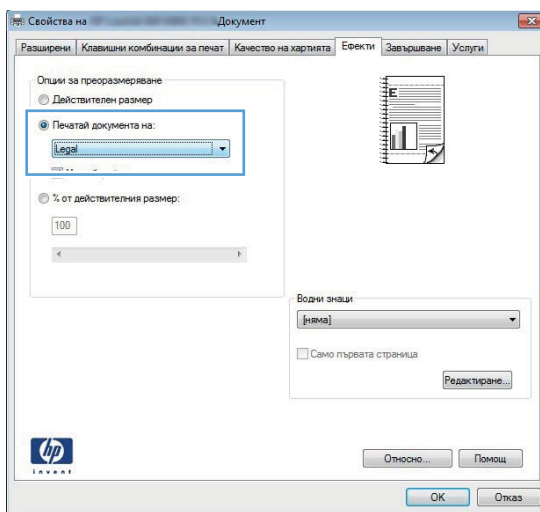 Свойства на Документ
Разширени Клавишни комбинации за печат Качество на хартията Ефекти Завършване Услуги
Опции за преоразмеряване
Действителен размер
Печатай документа на:
Legal
% от действителния размер:
100
E
Водни знаци
[няма]
Само първата страница
Редактиране...
hp
invent
Относно... Помощ
OK Отказ